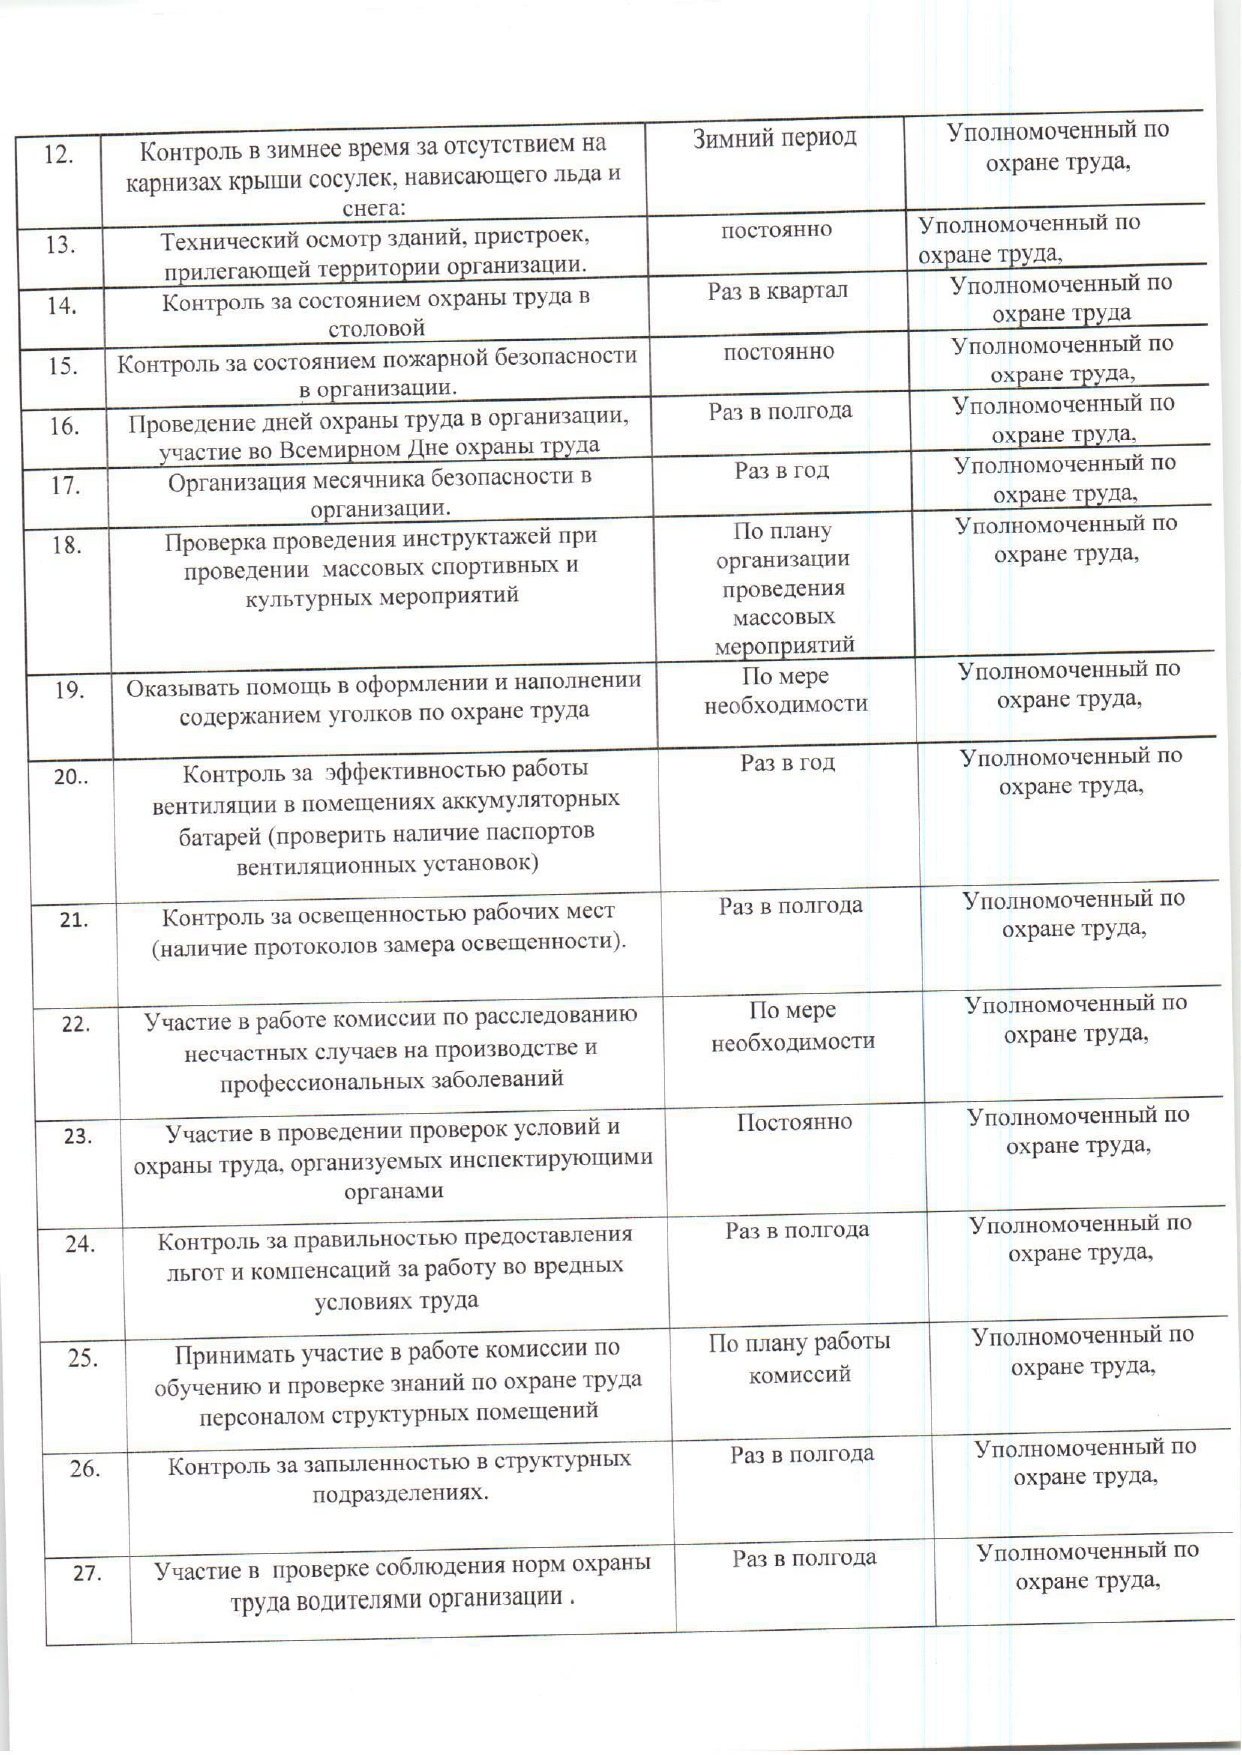 12.
Контроль в зимнее время за отсутствием на
карнизах крыши сосулек, нависающего льда и
снега:
Зимний период
Уполномоченный по
охране труда,
13.
Технический осмотр зданий, пристроек,
прилегающей территории организации.
постоянно
Уполномоченный по
охране труда,
14.
Контроль за состоянием охраны труда в
столовой
Раз в квартал
Уполномоченный по
охране труда
15.
Контроль за состоянием пожарной безопасности
в организации.
постоянно
Уполномоченный по
охране труда,
16.
Проведение дней охраны труда в организации,
участие во Всемирном Дне охраны труда
Раз в полгода
Уполномоченный по
охране труда,
17.
Организация месячника безопасности в
организации.
Раз в год
Уполномоченный по
охране труда,
18.
Проверка проведения инструктажей при
проведении  массовых спортивных и
культурных мероприятий
По плану
организации
проведения
массовых
мероприятий
Уполномоченный по
охране труда,
19.
Оказывать помощь в оформлении и наполнении
содержанием уголков по охране труда
По мере
необходимости
Уполномоченный по
охране труда,
20..
Контроль за  эффективностью работы
вентиляции в помещениях аккумуляторных
батарей (проверить наличие паспортов
вентиляционных установок)
Раз в год
Уполномоченный по
охране труда,
21.
Контроль за освещенностью рабочих мест
(наличие протоколов замера освещенности).
Раз в полгода
Уполномоченный по
охране труда,
22.
Участие в работе комиссии по расследованию
несчастных случаев на производстве и
профессиональных заболеваний
По мере
необходимости
Уполномоченный по
охране труда,
23.
Участие в проведении проверок условий и
охраны труда, организуемых инспектирующими
органами
Постоянно
Уполномоченный по
охране труда,
24.
Контроль за правильностью предоставления
льгот и компенсаций за работу во вредных
условиях труда
Раз в полгода
Уполномоченный по
охране труда,
25.
Принимать участие в работе комиссии по
обучению и проверке знаний по охране труда
персоналом структурных помещений
По плану работы
комиссий
Уполномоченный по
охране труда,
26.
Контроль за запыленностью в структурных
подразделениях.
Раз в полгода
Уполномоченный по
охране труда,
27.
Участие в  проверке соблюдения норм охраны
труда водителями организации .
Раз в полгода
Уполномоченный по
охране труда,